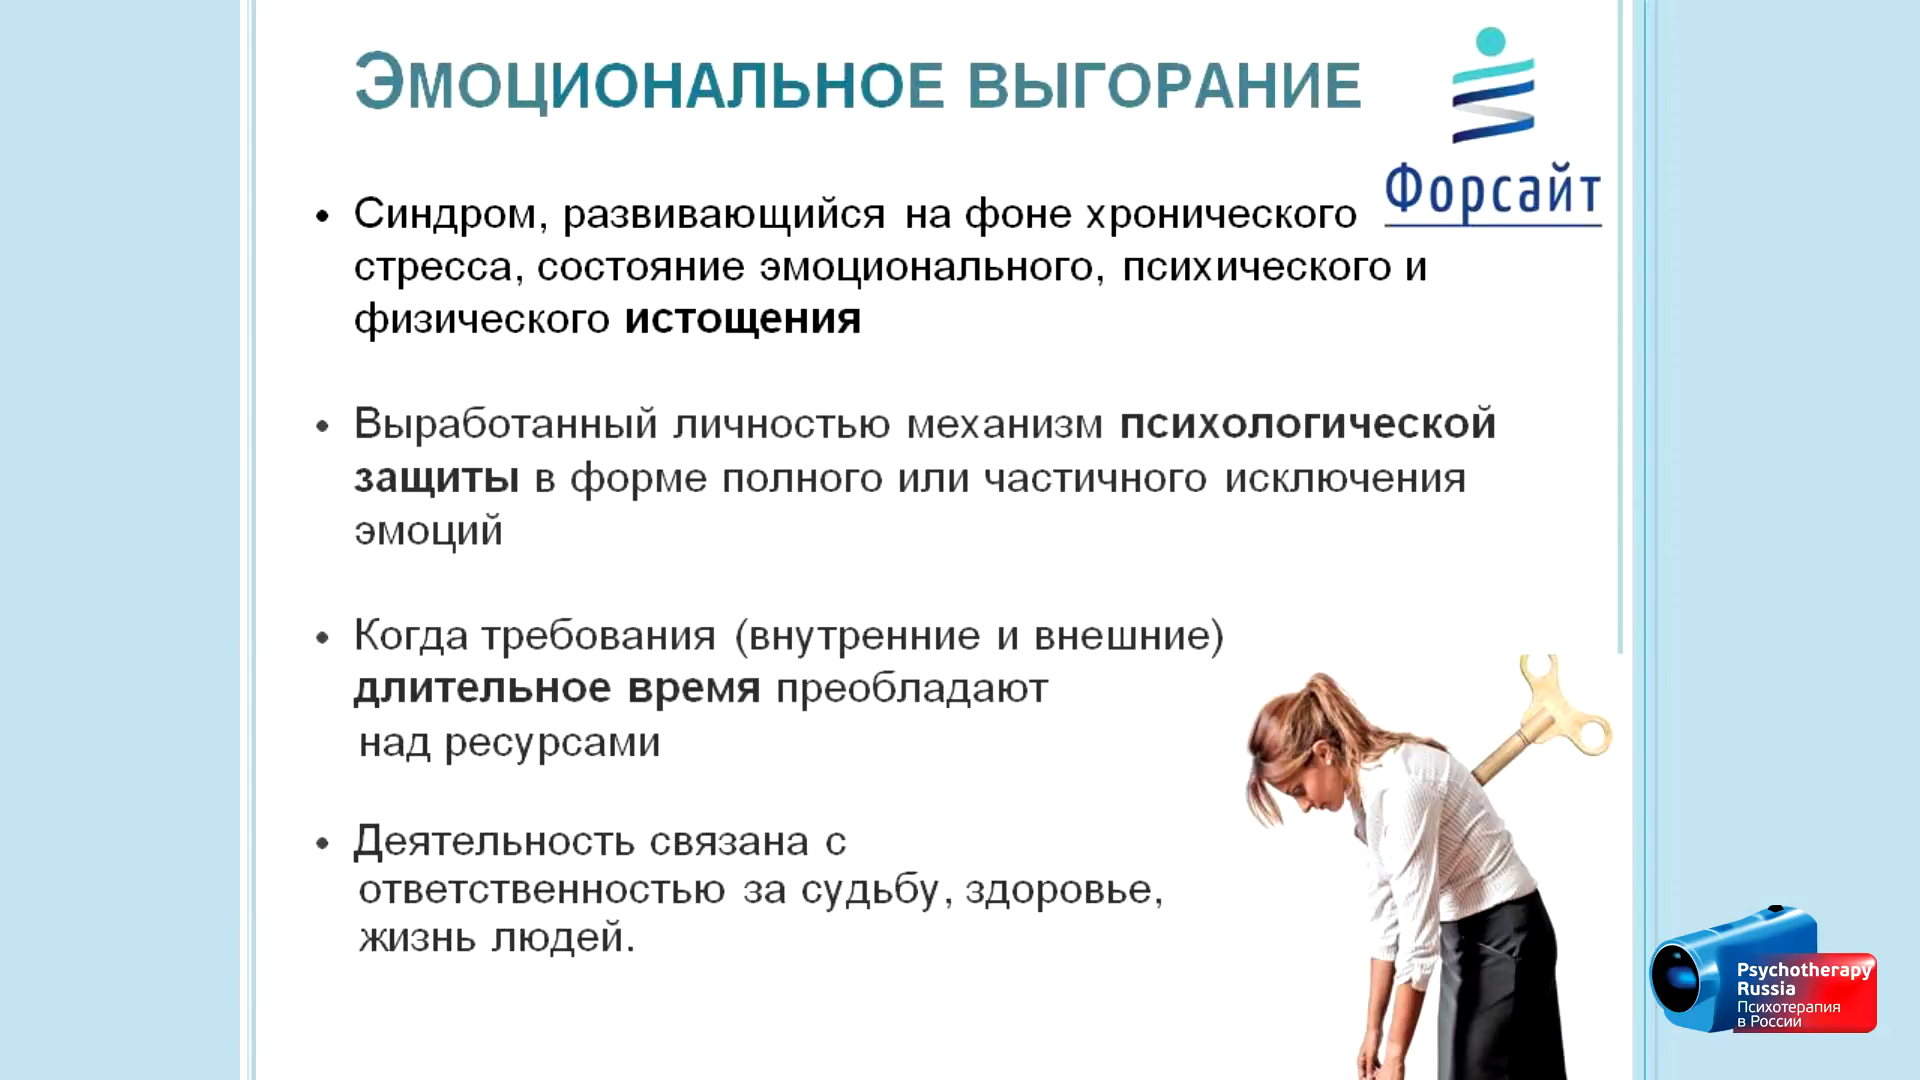 Эмоциональное выгорание
Форсайт
• Синдром, развивающийся на фоне хронического
стресса, состояние эмоционального, психического и
физического истощения
• Выработанный личностью механизм психологической
защиты в форме полного или частичного исключения
эмоций
• Когда требования (внутренние и внешние)
длительное время преобладают
над ресурсами
• Деятельность связана с
ответственностью за судьбу, здоровье,
жизнь людей.
Psychotherapy
Russia
Психотерапия
в России